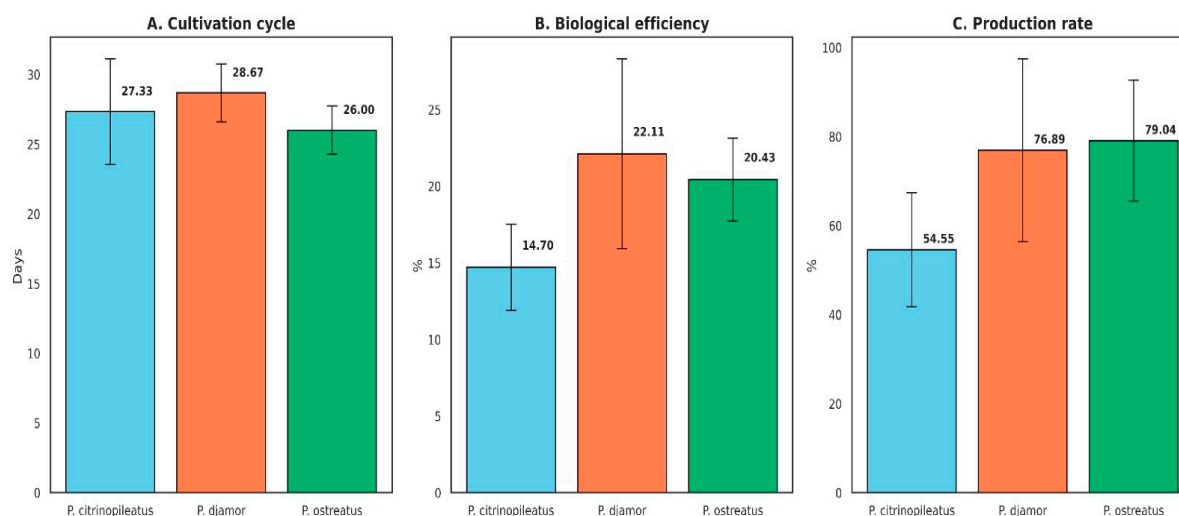 A. Cultivation cycle
Days
30
25
20
15
10
5
0
27.33
28.67
26.00
P. citrinopileatus
P. djamor
P. ostreatus
B. Biological efficiency
%
25
20
15
10
5
0
14.70
22.11
20.43
P. citrinopileatus
P. djamor
P. ostreatus
C. Production rate
%
100
80
60
40
20
0
54.55
76.89
79.04
P. citrinopileatus
P. djamor
P. ostreatus